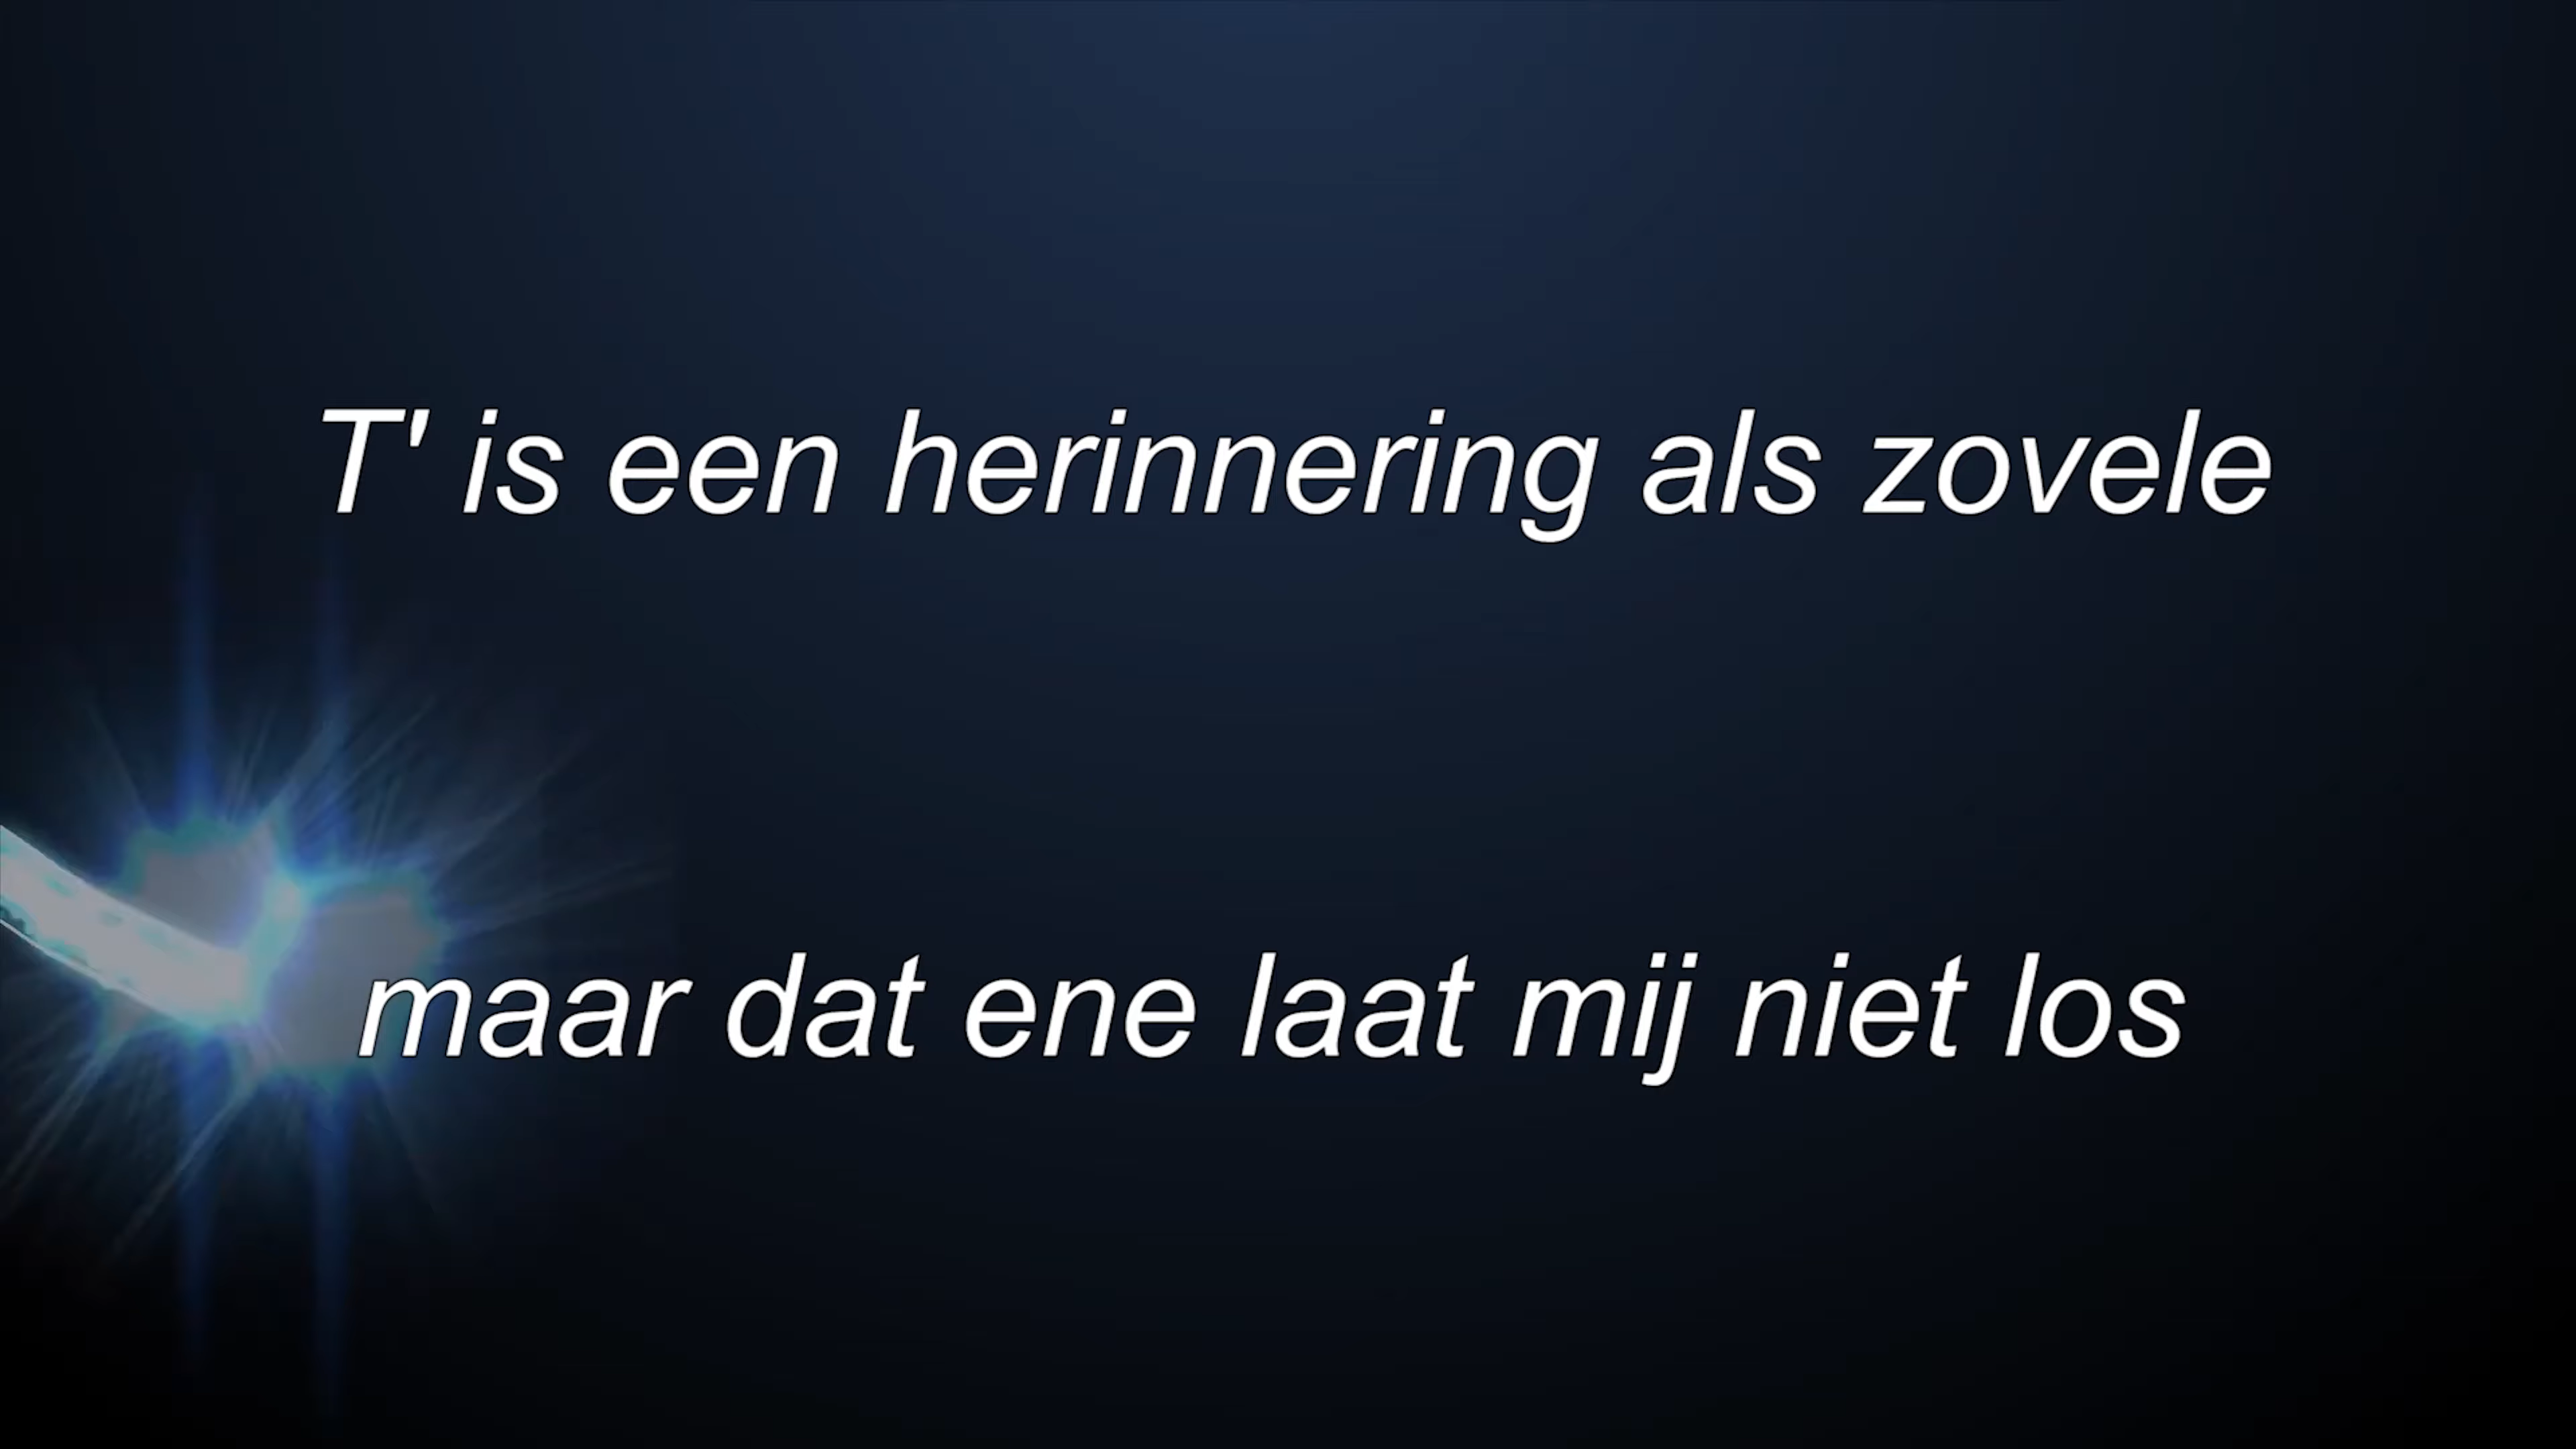 T' is een herinnering als zovele
maar dat ene laat mij niet los